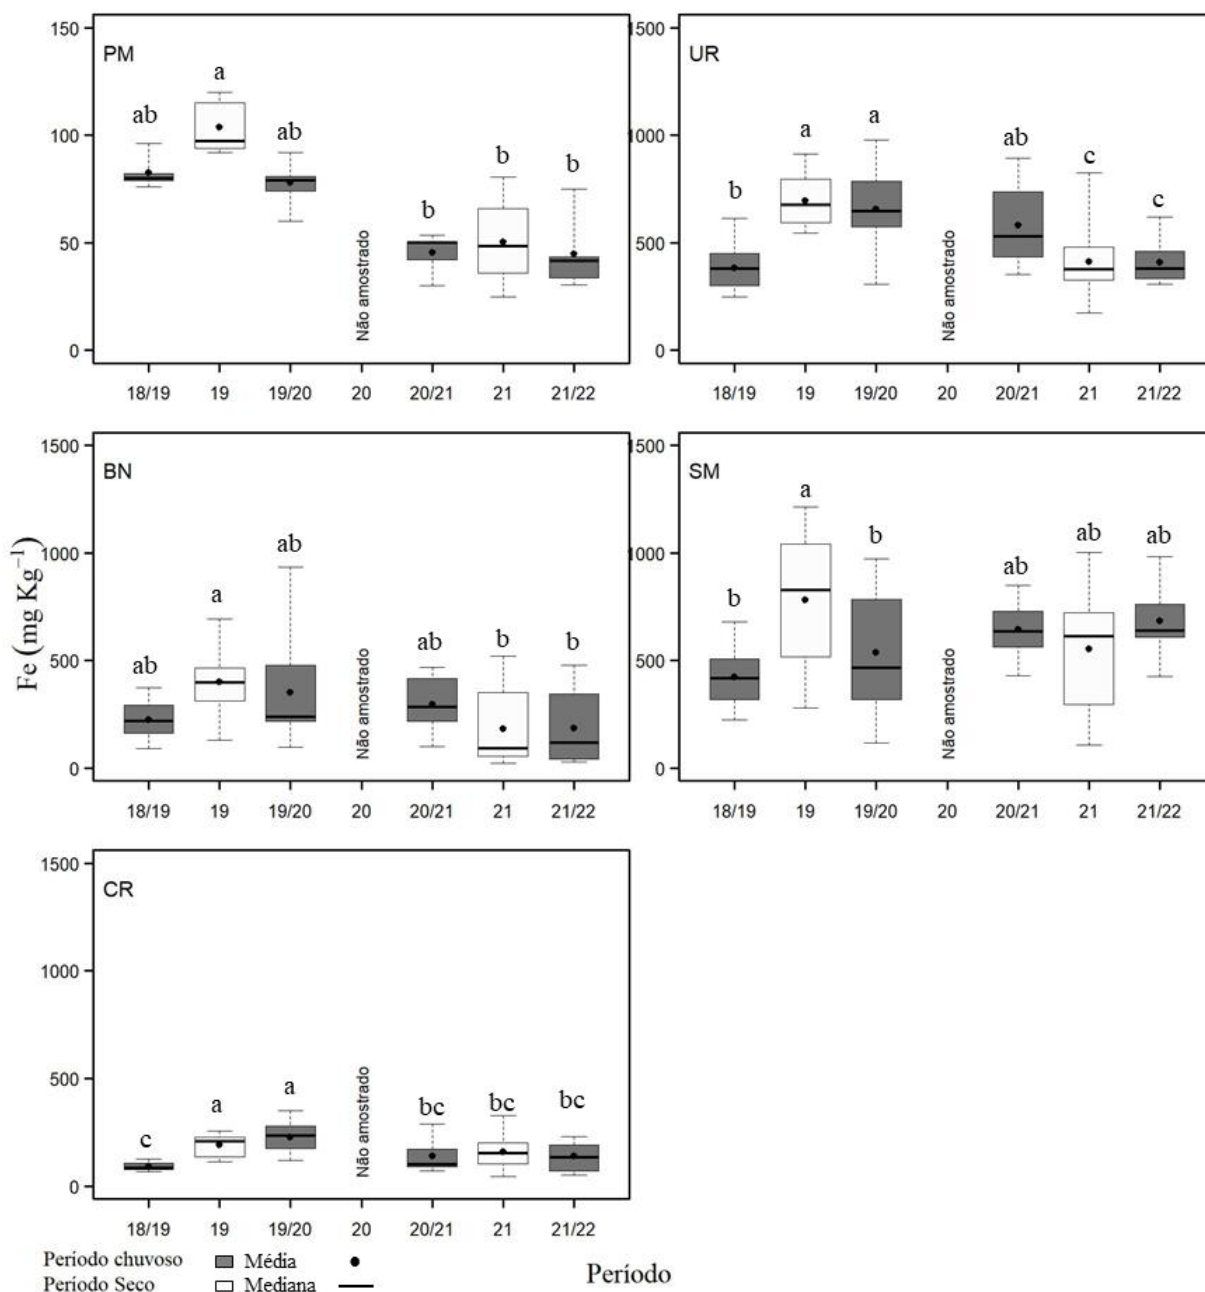 PM
150
100
50
0
ab
a
ab
b
b
b
Não amostrado
18/19 19 19/20 20 20/21 21 21/22
UR
1500
1000
500
0
b
a
a
ab
c
c
Não amostrado
18/19 19 19/20 20 20/21 21 21/22
Fe (mg Kg⁻¹)
BN
1500
1000
500
0
ab
a
ab
ab
b
b
Não amostrado
18/19 19 19/20 20 20/21 21 21/22
SM
1500
1000
500
0
b
a
b
ab
ab
ab
Não amostrado
18/19 19 19/20 20 20/21 21 21/22
CR
1500
1000
500
0
c
a
a
bc
bc
bc
Não amostrado
18/19 19 19/20 20 20/21 21 21/22
Período chuvoso Média
Período Seco Mediana
Período